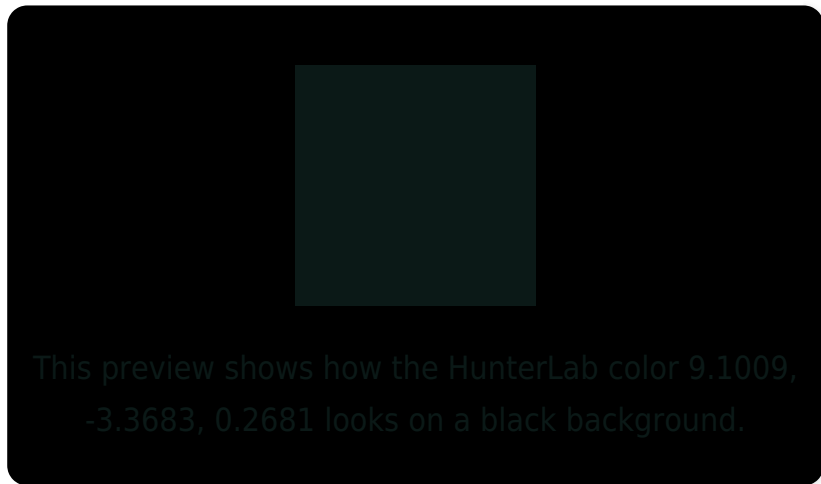 This preview shows how the HunterLab color 9.1009,
-3.3683, 0.2681 looks on a black background.